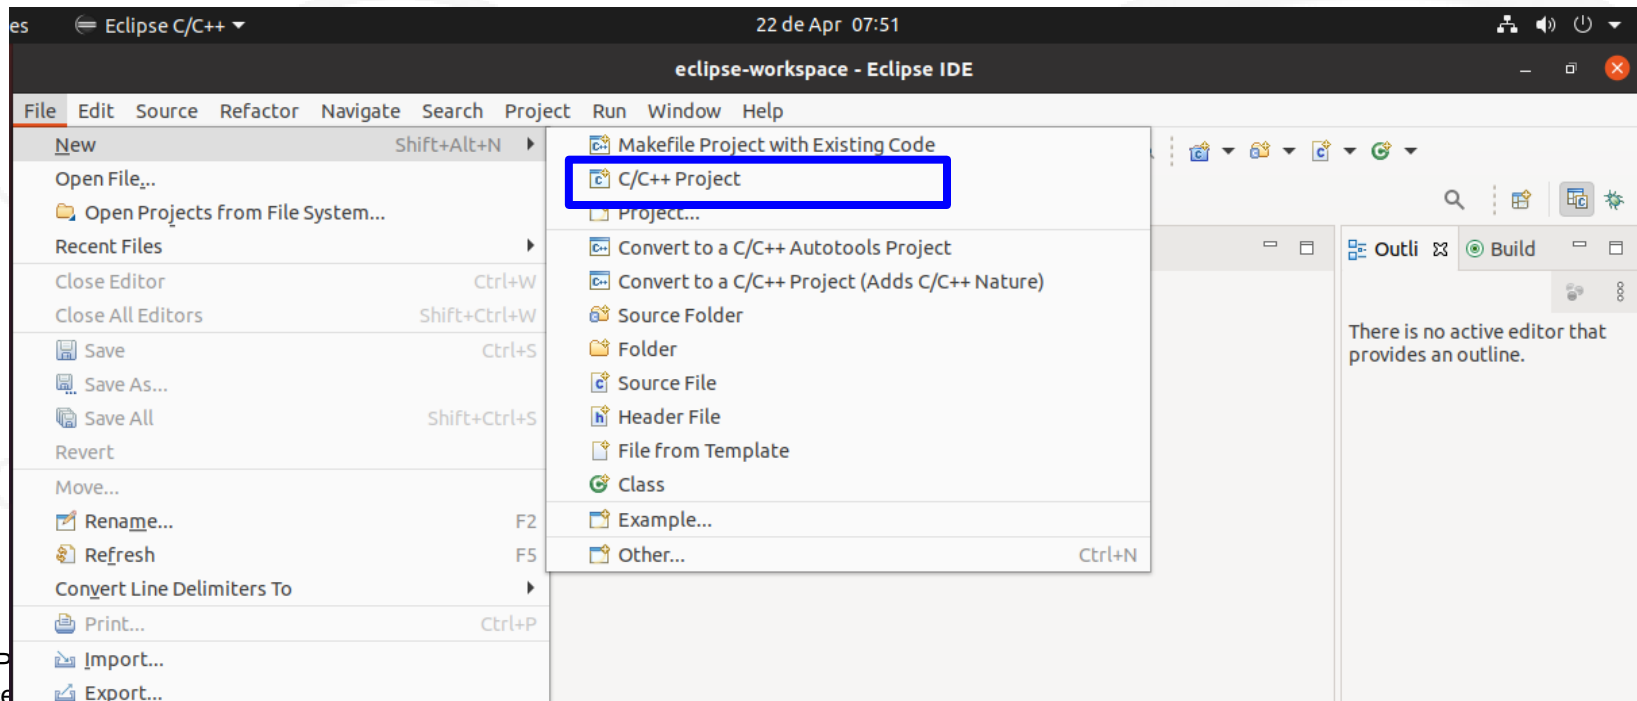 es Eclipse C/C++ 22 de Apr 07:51
eclipse-workspace - Eclipse IDE
File Edit Source Refactor Navigate Search Project Run Window Help
New Shift+Alt+N
Open File...
Open Projects from File System...
Recent Files
Close Editor Ctrl+W
Close All Editors Shift+Ctrl+W
Save Ctrl+S
Save As...
Save All Shift+Ctrl+S
Revert
Move...
Rename... F2
Refresh F5
Convert Line Delimiters To
Print... Ctrl+P
Import...
Export...
Makefile Project with Existing Code
C/C++ Project
Project...
Convert to a C/C++ Autotools Project
Convert to a C/C++ Project (Adds C/C++ Nature)
Source Folder
Folder
Source File
Header File
File from Template
Class
Example...
Other... Ctrl+N
Outli Build
There is no active editor that
provides an outline.